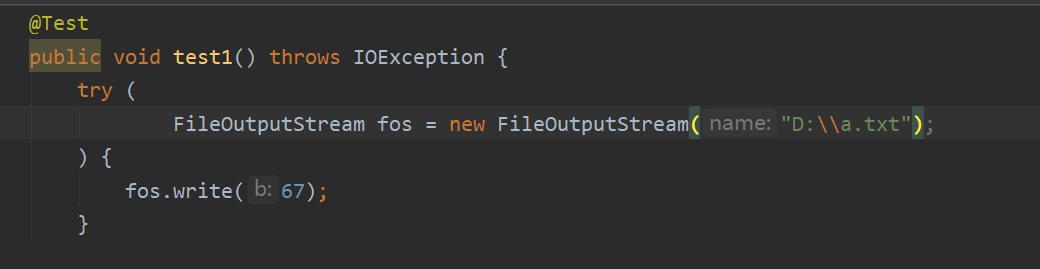 @Test
public void test1() throws IOException {
try (
FileOutputStream fos = new FileOutputStream( name: "D:\\a.txt");
) {
fos.write( b: 67);
}